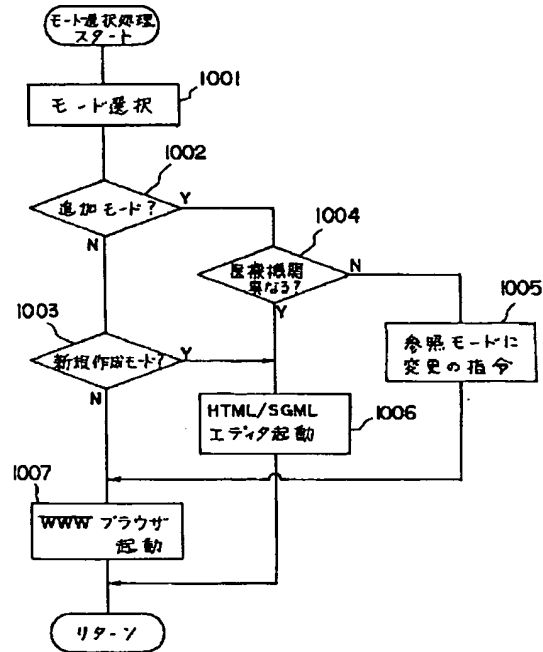 モード選択処理
スタート
1001
モード選択
1002
追加モード?
Y
N
1004
医療機関
異なる?
N
Y
1005
参照モードに
変更の指令
1003
新規作成モード?
Y
N
HTML/SGML
エディタ起動
1006
1007
WWW ブラウザ
起動
リターン